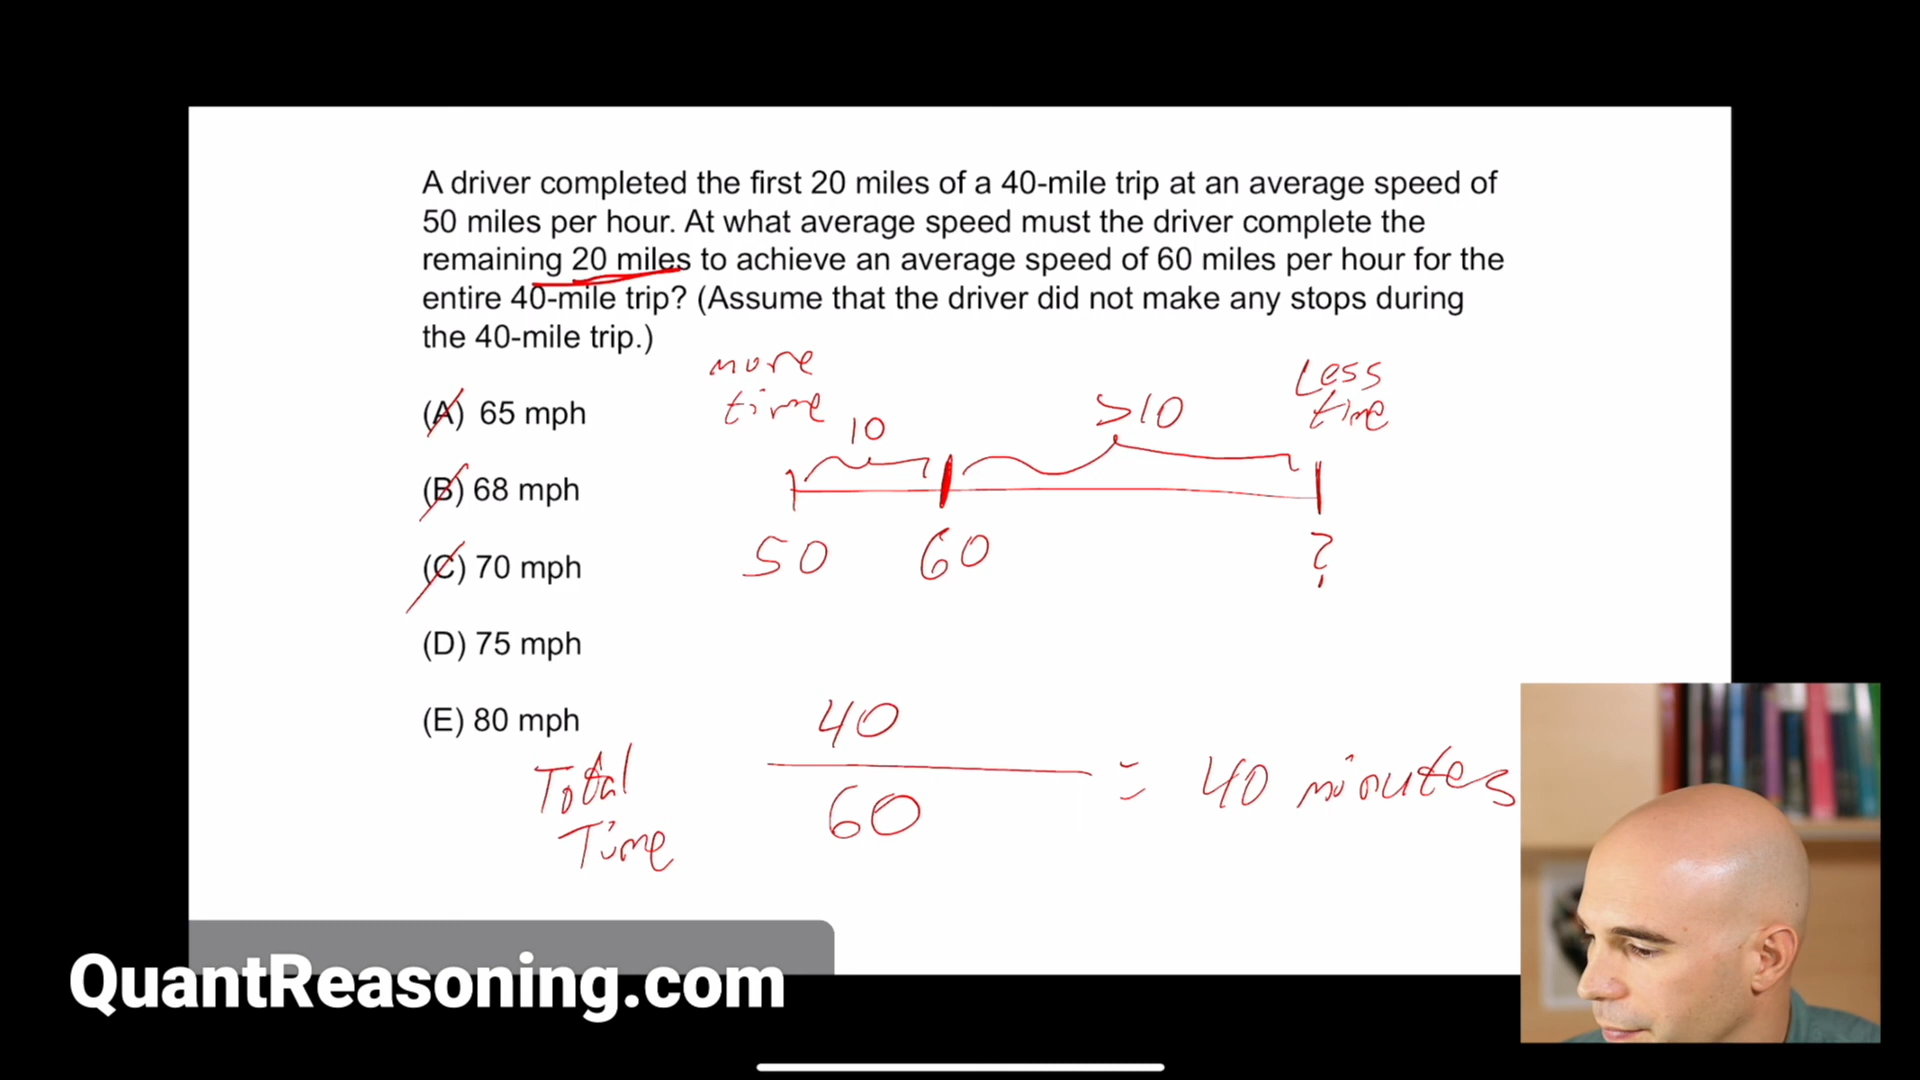 A driver completed the first 20 miles of a 40-mile trip at an average speed of
50 miles per hour. At what average speed must the driver complete the
remaining 20 miles to achieve an average speed of 60 miles per hour for the
entire 40-mile trip? (Assume that the driver did not make any stops during
the 40-mile trip.)
more
time
Less
time
10
>10
50
60
?
(A) 65 mph
(B) 68 mph
(C) 70 mph
(D) 75 mph
(E) 80 mph
Total
Time
40
60
= 40 minutes
QuantReasoning.com